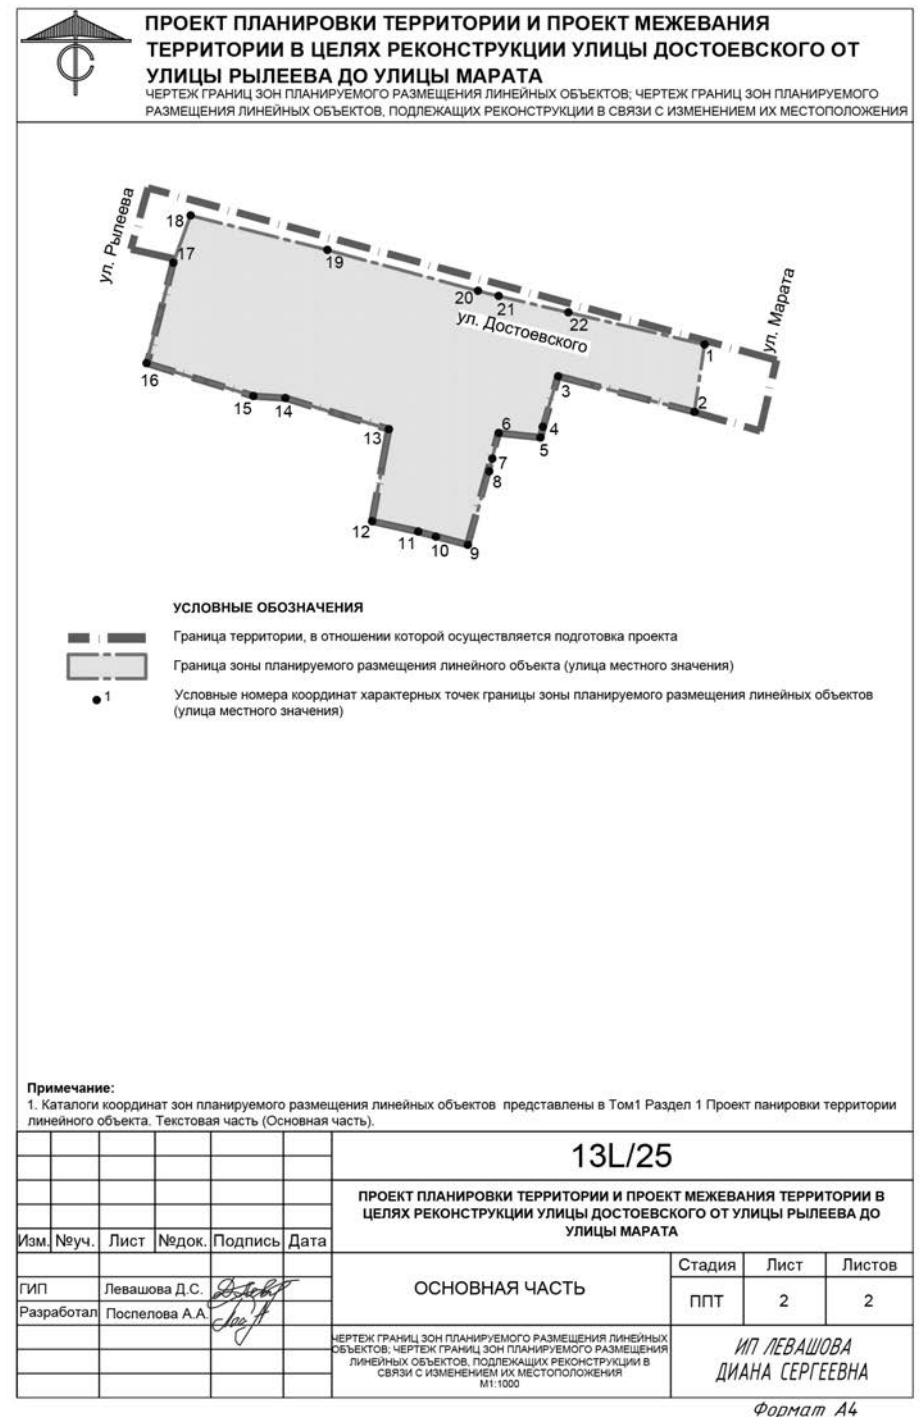 ПРОЕКТ ПЛАНИРОВКИ ТЕРРИТОРИИ И ПРОЕКТ МЕЖЕВАНИЯ
ТЕРРИТОРИИ В ЦЕЛЯХ РЕКОНСТРУКЦИИ УЛИЦЫ ДОСТОЕВСКОГО ОТ
УЛИЦЫ РЫЛЕЕВА ДО УЛИЦЫ МАРАТА
ЧЕРТЕЖ ГРАНИЦ ЗОН ПЛАНИРУЕМОГО РАЗМЕЩЕНИЯ ЛИНЕЙНЫХ ОБЪЕКТОВ; ЧЕРТЕЖ ГРАНИЦ ЗОН ПЛАНИРУЕМОГО
РАЗМЕЩЕНИЯ ЛИНЕЙНЫХ ОБЪЕКТОВ, ПОДЛЕЖАЩИХ РЕКОНСТРУКЦИИ В СВЯЗИ С ИЗМЕНЕНИЕМ ИХ МЕСТОПОЛОЖЕНИЯ
ул. Рылеева
18
17
19
20
21
22
ул. Достоевского
ул. Марата
1
16
3
2
15
14
13
6
4
5
7
8
12
11
10
9
УСЛОВНЫЕ ОБОЗНАЧЕНИЯ
Граница территории, в отношении которой осуществляется подготовка проекта
Граница зоны планируемого размещения линейного объекта (улица местного значения)
1
Условные номера координат характерных точек границы зоны планируемого размещения линейных объектов
(улица местного значения)
Примечание:
1. Каталоги координат зон планируемого размещения линейных объектов представлены в Том1 Раздел 1 Проект панировки территории
линейного объекта. Текстовая часть (Основная часть).
13L/25
ПРОЕКТ ПЛАНИРОВКИ ТЕРРИТОРИИ И ПРОЕКТ МЕЖЕВАНИЯ ТЕРРИТОРИИ В
ЦЕЛЯХ РЕКОНСТРУКЦИИ УЛИЦЫ ДОСТОЕВСКОГО ОТ УЛИЦЫ РЫЛЕЕВА ДО
УЛИЦЫ МАРАТА
Изм. №уч. Лист №док. Подпись Дата
ГИП Левашова Д.С.
Разработал Поспелова А.А.
ОСНОВНАЯ ЧАСТЬ
Стадия Лист Листов
ППТ 2 2
ЧЕРТЕЖ ГРАНИЦ ЗОН ПЛАНИРУЕМОГО РАЗМЕЩЕНИЯ ЛИНЕЙНЫХ
ОБЪЕКТОВ; ЧЕРТЕЖ ГРАНИЦ ЗОН ПЛАНИРУЕМОГО РАЗМЕЩЕНИЯ
ЛИНЕЙНЫХ ОБЪЕКТОВ, ПОДЛЕЖАЩИХ РЕКОНСТРУКЦИИ В
СВЯЗИ С ИЗМЕНЕНИЕМ ИХ МЕСТОПОЛОЖЕНИЯ
М1:1000
ИП ЛЕВАШОВА
ДИАНА СЕРГЕЕВНА
Формат А4